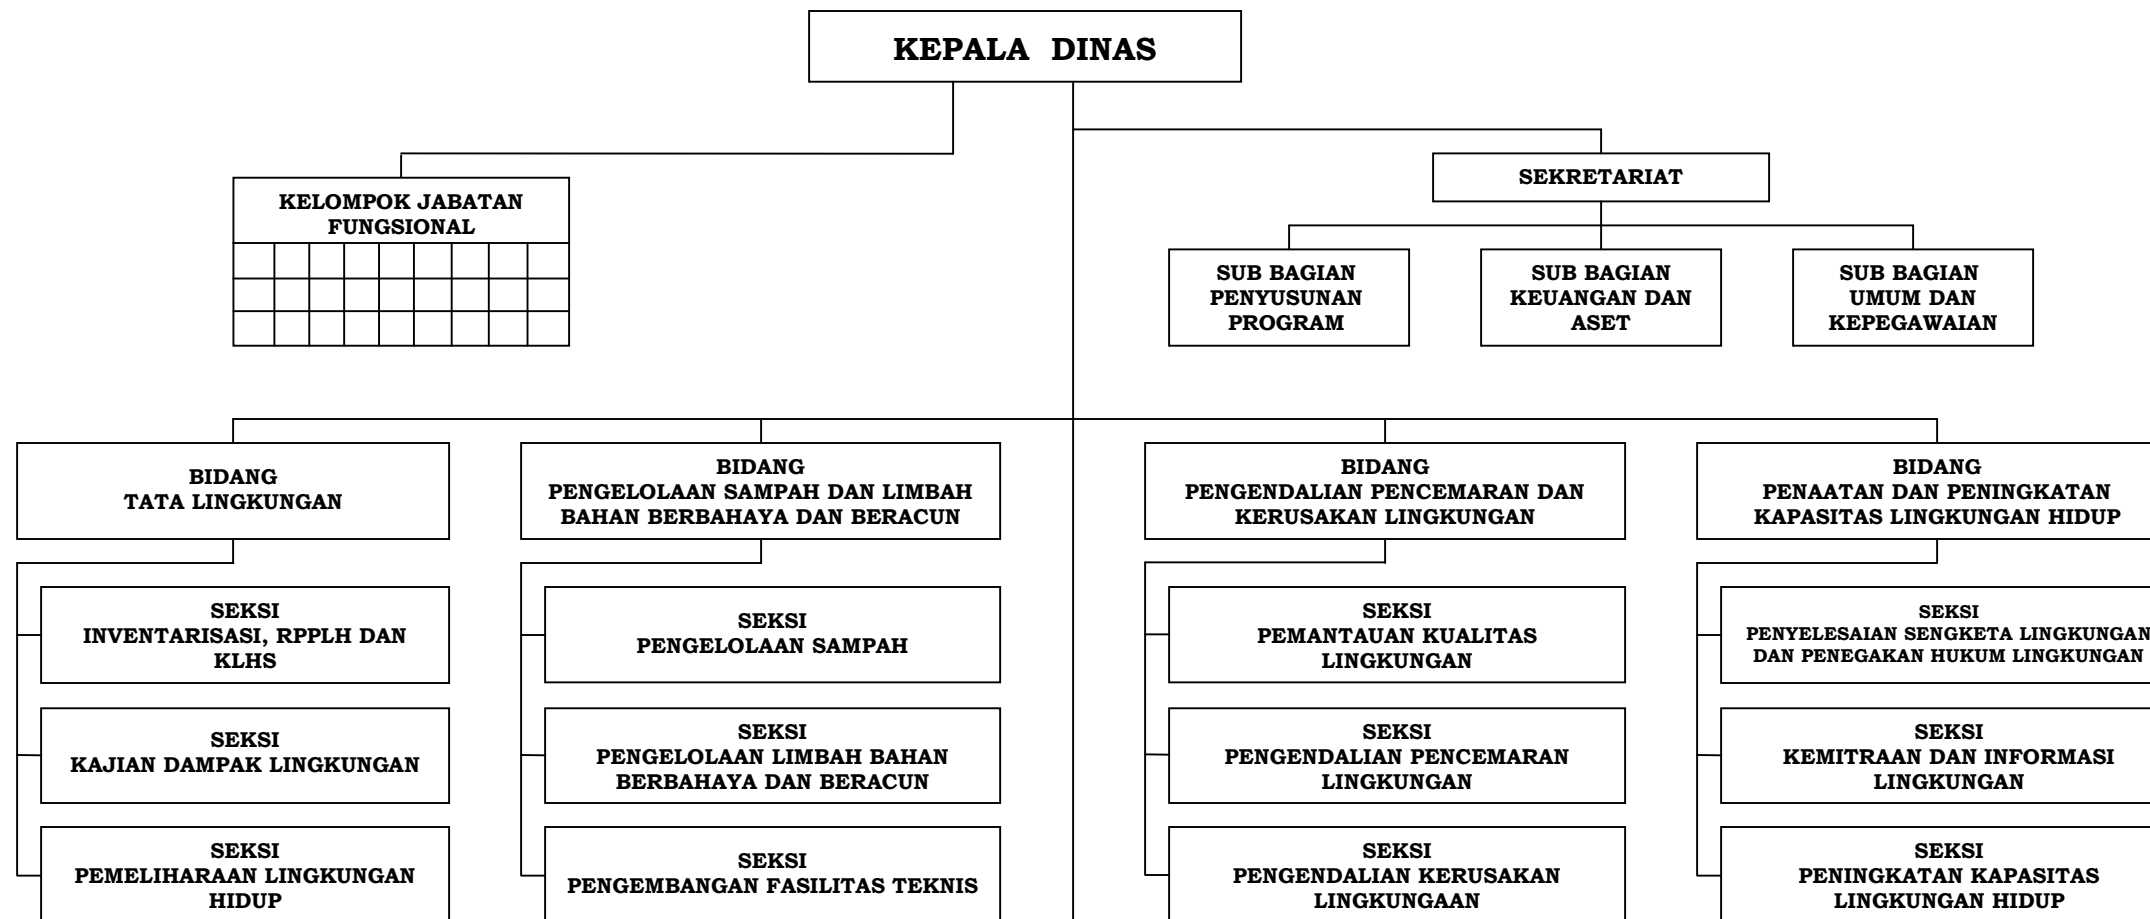 KEPALA DINAS
KELOMPOK JABATAN
FUNGSIONAL
SEKRETARIAT
SUB BAGIAN
PENYUSUNAN
PROGRAM
SUB BAGIAN
KEUANGAN DAN
ASET
SUB BAGIAN
UMUM DAN
KEPEGAWAIAN
BIDANG
TATA LINGKUNGAN
BIDANG
PENGELOLAAN SAMPAH DAN LIMBAH
BAHAN BERBAHAYA DAN BERACUN
BIDANG
PENGENDALIAN PENCEMARAN DAN
KERUSAKAN LINGKUNGAN
BIDANG
PENAATAN DAN PENINGKATAN
KAPASITAS LINGKUNGAN HIDUP
SEKSI
INVENTARISASI, RPPLH DAN
KLHS
SEKSI
PENGELOLAAN SAMPAH
SEKSI
PEMANTAUAN KUALITAS
LINGKUNGAN
SEKSI
PENYELESAIAN SENGKETA LINGKUNGAN
DAN PENEGAKAN HUKUM LINGKUNGAN
SEKSI
KAJIAN DAMPAK LINGKUNGAN
SEKSI
PENGELOLAAN LIMBAH BAHAN
BERBAHAYA DAN BERACUN
SEKSI
PENGENDALIAN PENCEMARAN
LINGKUNGAN
SEKSI
KEMITRAAN DAN INFORMASI
LINGKUNGAN
SEKSI
PEMELIHARAAN LINGKUNGAN
HIDUP
SEKSI
PENGEMBANGAN FASILITAS TEKNIS
SEKSI
PENGENDALIAN KERUSAKAN
LINGKUNGAAN
SEKSI
PENINGKATAN KAPASITAS
LINGKUNGAN HIDUP